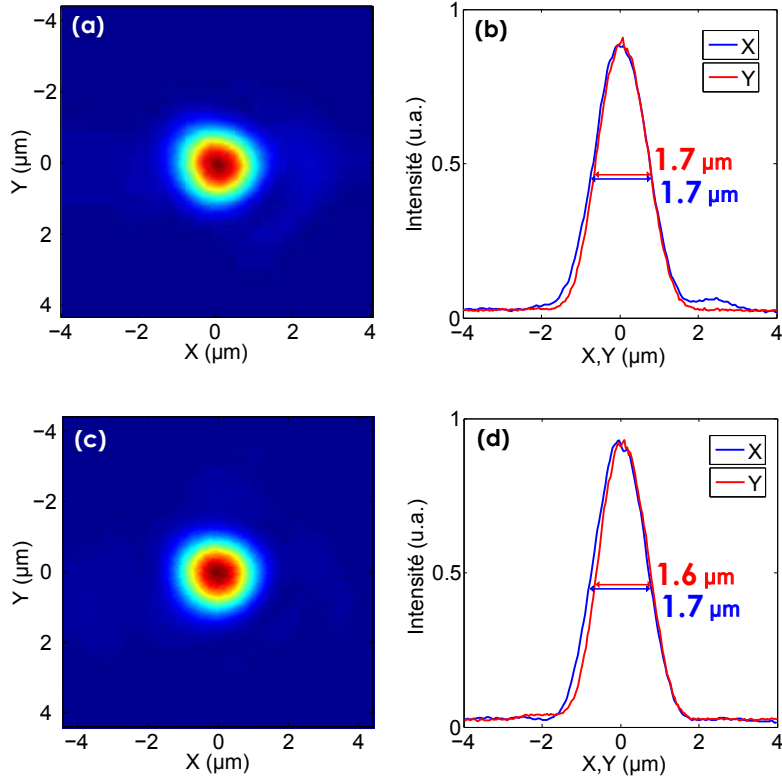 (a)
−4
−2
0
2
4
Y (µm)
−4
−2
0
2
4
X (µm)
(b)
1
0.5
0
Intensité (u.a.)
X
Y
1.7 µm
1.7 µm
−4
−2
0
2
4
X,Y (µm)
(c)
−4
−2
0
2
4
Y (µm)
−4
−2
0
2
4
X (µm)
(d)
1
0.5
0
Intensité (u.a.)
X
Y
1.6 µm
1.7 µm
−4
−2
0
2
4
X,Y (µm)